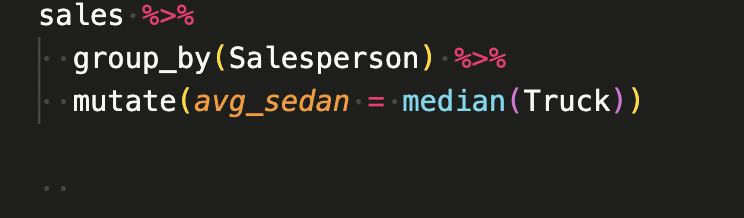 sales %>%
group_by(Salesperson) %>%
mutate(avg_sedan = median(Truck))